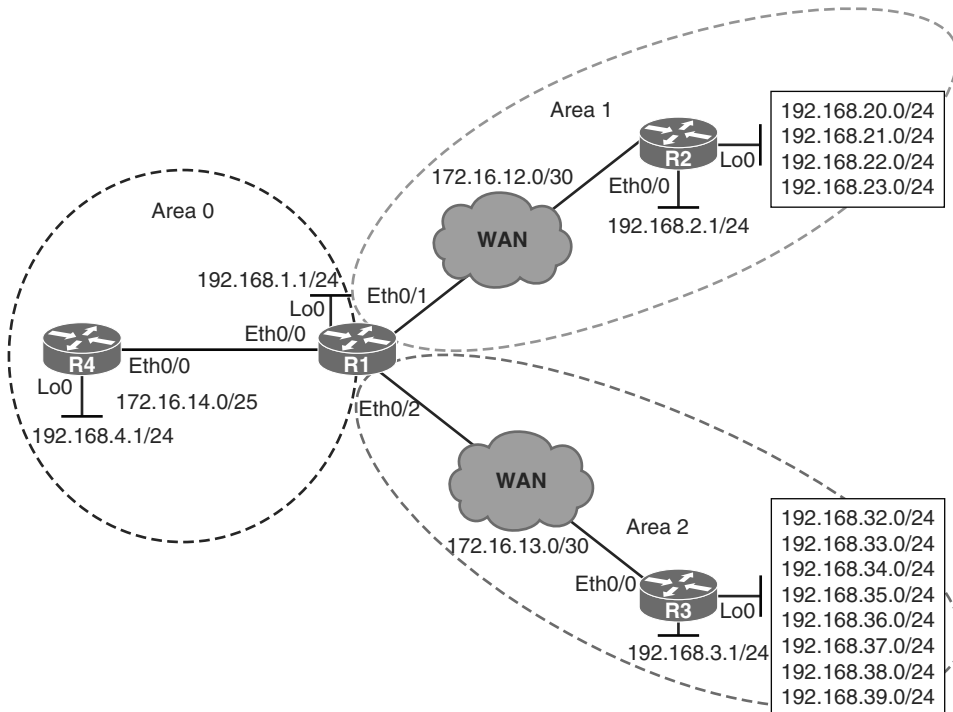 Area 1
192.168.20.0/24
192.168.21.0/24
192.168.22.0/24
192.168.23.0/24
R2
Lo0
Eth0/0
172.16.12.0/30
192.168.2.1/24
WAN
Area 0
192.168.1.1/24
Lo0
Eth0/1
Eth0/0
R4
R1
Eth0/0
Lo0
172.16.14.0/25
192.168.4.1/24
Eth0/2
WAN
Area 2
172.16.13.0/30
Eth0/0
R3
Lo0
192.168.3.1/24
192.168.32.0/24
192.168.33.0/24
192.168.34.0/24
192.168.35.0/24
192.168.36.0/24
192.168.37.0/24
192.168.38.0/24
192.168.39.0/24